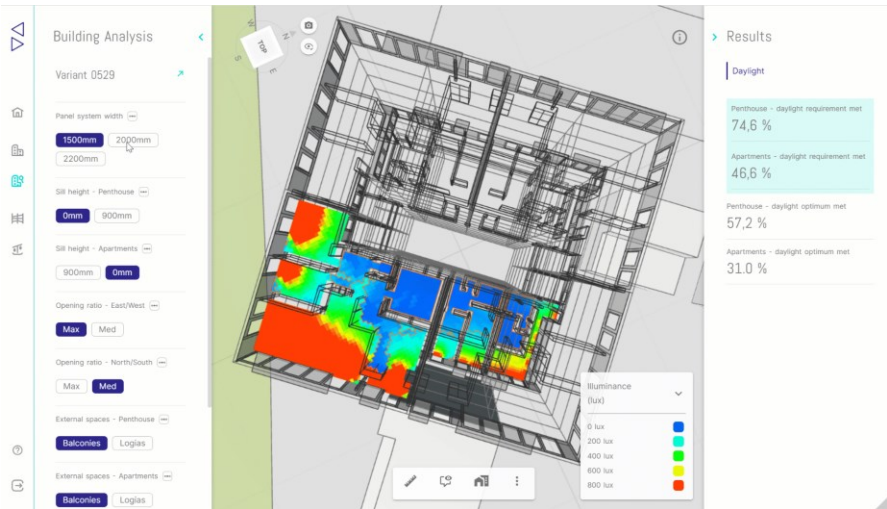 Building Analysis
Variant 0529
Panel system width
1500mm 2000mm
2200mm
Sill height - Penthouse
0mm 900mm
Sill height - Apartments
900mm 0mm
Opening ratio - East/West
Max Med
Opening ratio - North/South
Max Med
External spaces - Penthouse
Balconies Logias
External spaces - Apartments
Balconies Logias
W
N
TOP
S
E
Illuminance
(lux)
0 lux
200 lux
400 lux
600 lux
800 lux
Results
Daylight
Penthouse - daylight requirement met
74,6 %
Apartments - daylight requirement met
46,6 %
Penthouse - daylight optimum met
57,2 %
Apartments - daylight optimum met
31.0 %